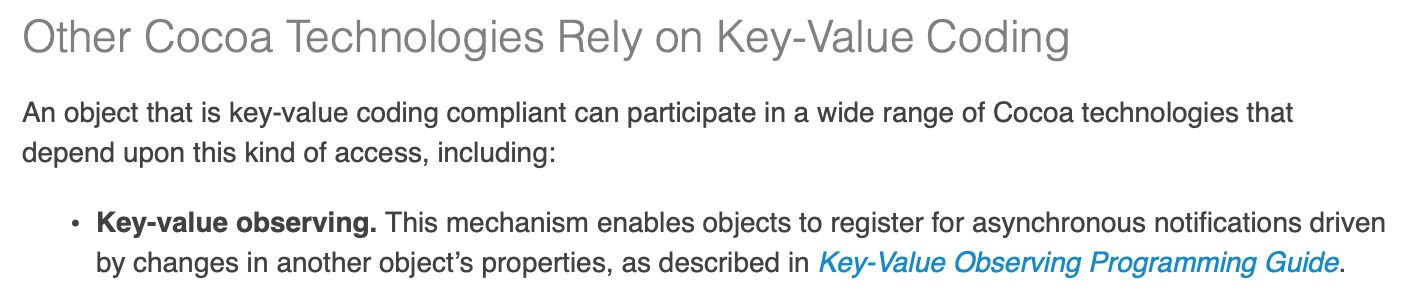 Other Cocoa Technologies Rely on Key-Value Coding
An object that is key-value coding compliant can participate in a wide range of Cocoa technologies that
depend upon this kind of access, including:
• Key-value observing. This mechanism enables objects to register for asynchronous notifications driven
by changes in another object’s properties, as described in Key-Value Observing Programming Guide.